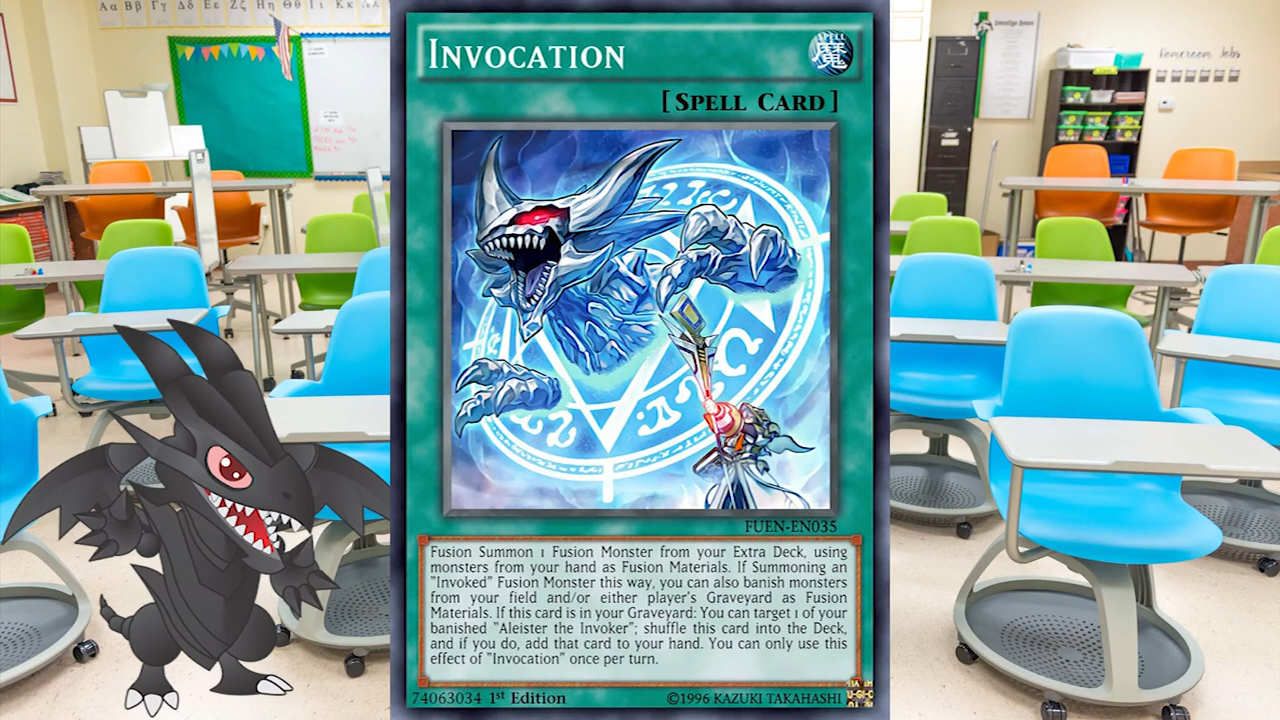 Αα Ββ Γγ Δδ Εε Ζζ Ηη Θθ Ιι Κκ
INVOCATION
SPELL
魔
[SPELL CARD]
FUEN-EN035
Fusion Summon 1 Fusion Monster from your Extra Deck, using
monsters from your hand as Fusion Materials. If Summoning an
"Invoked" Fusion Monster this way, you can also banish monsters
from your field and/or either player's Graveyard as Fusion
Materials. If this card is in your Graveyard: You can target 1 of your
banished "Aleister the Invoker"; shuffle this card into the Deck,
and if you do, add that card to your hand. You can only use this
effect of "Invocation" once per turn.
74063034 1st Edition
©1996 KAZUKI TAKAHASHI
Homeroom Jobs